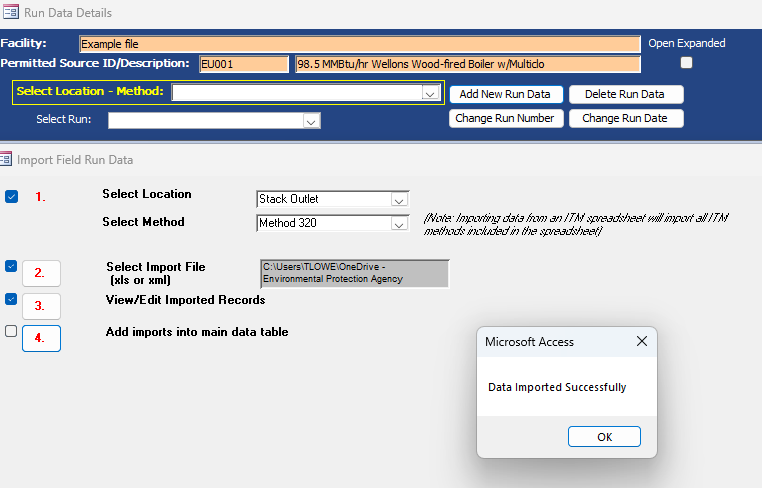 Run Data Details
Facility: Example file Open Expanded
Permitted Source ID/Description: EU001 98.5 MMBtu/hr Wellons Wood-fired Boiler w/Multiclo
Select Location - Method: Add New Run Data Delete Run Data
Select Run: Change Run Number Change Run Date
Import Field Run Data
1. Select Location Stack Outlet
Select Method Method 320 (Note: Importing data from an ITM spreadsheet will import all ITM
methods included in the spreadsheet)
2. Select Import File C:\Users\TLOWE\OneDrive -
(xls or xml) Environmental Protection Agency
3. View/Edit Imported Records
4. Add imports into main data table
Microsoft Access
Data Imported Successfully
OK